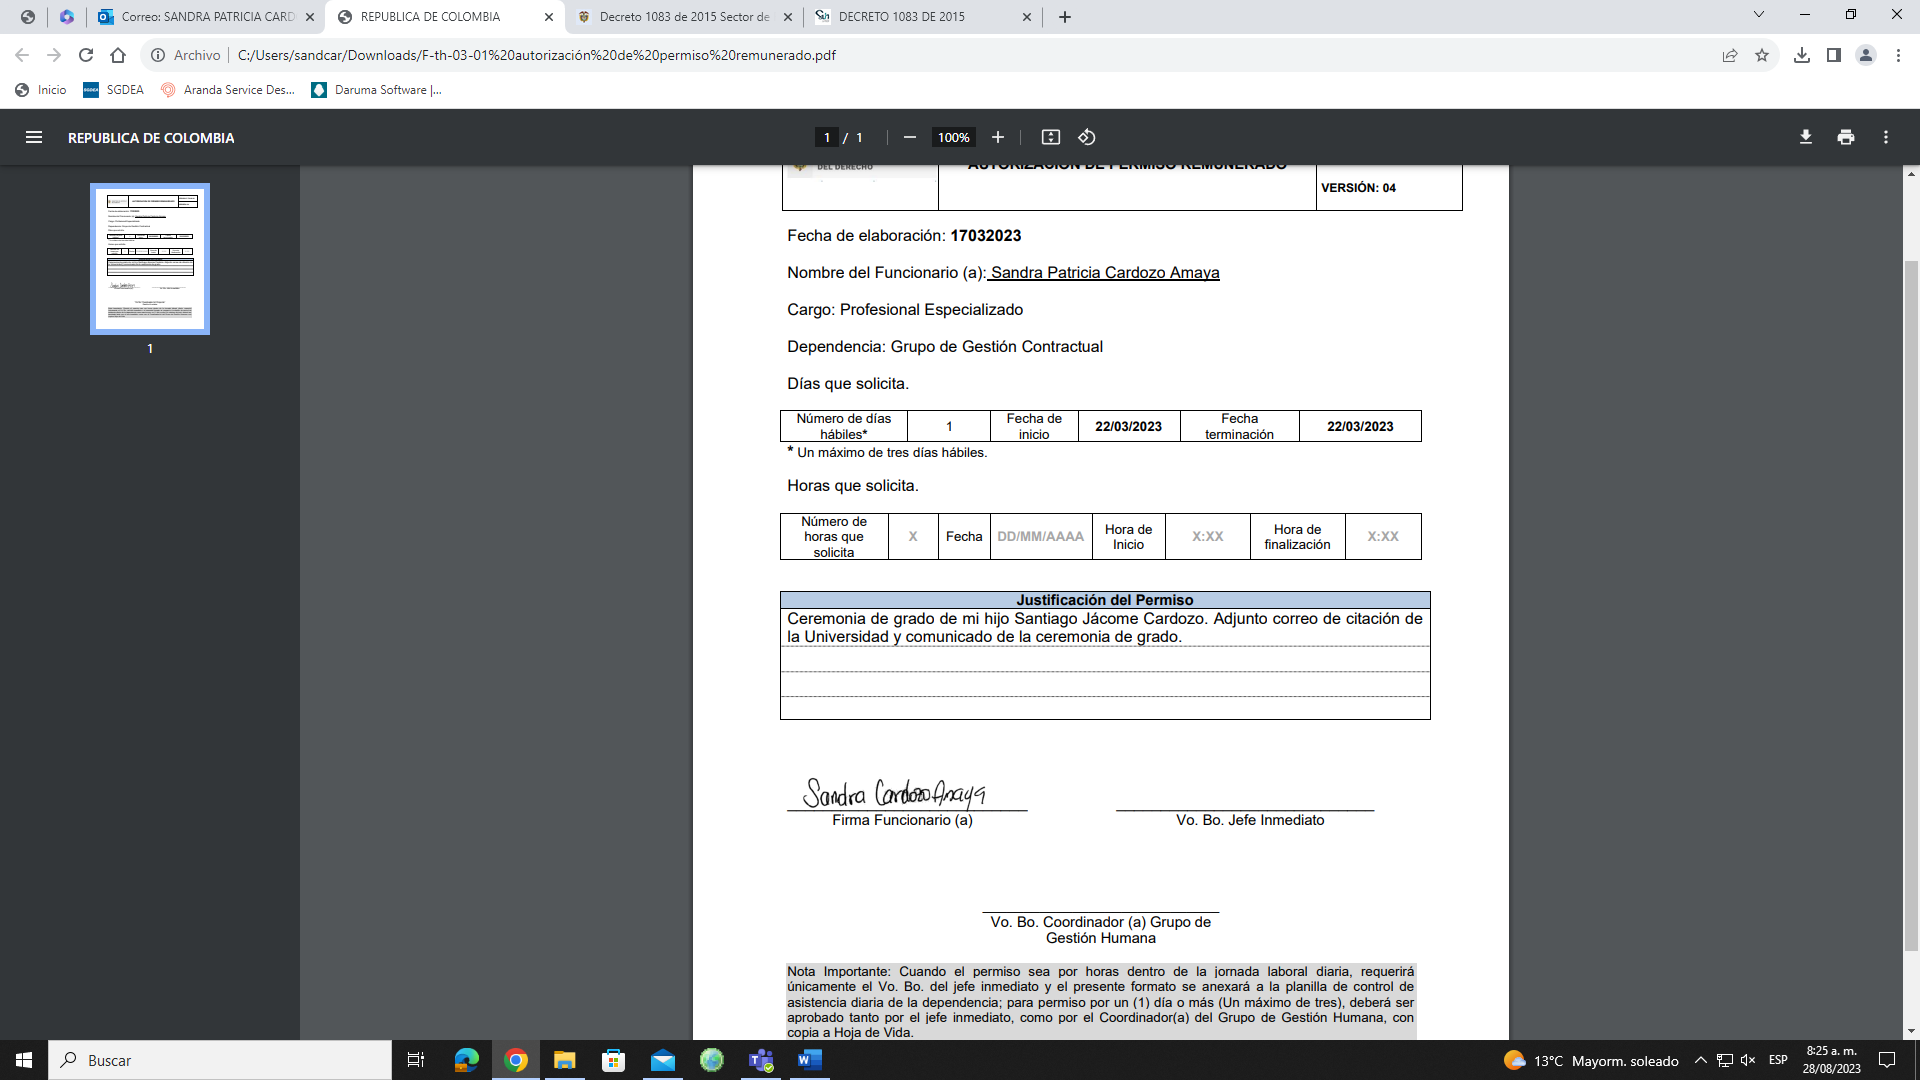 Correo: SANDRA PATRICIA CARD
REPUBLICA DE COLOMBIA
Decreto 1083 de 2015 Sector de
DECRETO 1083 DE 2015
Archivo
C:/Users/sandcar/Downloads/F-th-03-01%20autorización%20de%20permiso%20remunerado.pdf
Inicio
SGDEA
Aranda Service Des...
Daruma Software |...
REPUBLICA DE COLOMBIA
1 / 1
100%
1
DEL DERECHO
AUTORIZACIÓN DE PERMISO REMUNERADO
VERSIÓN: 04
Fecha de elaboración: 17032023
Nombre del Funcionario (a): Sandra Patricia Cardozo Amaya
Cargo: Profesional Especializado
Dependencia: Grupo de Gestión Contractual
Días que solicita.
Número de días hábiles* 1 Fecha de inicio 22/03/2023 Fecha terminación 22/03/2023
* Un máximo de tres días hábiles.
Horas que solicita.
Número de horas que solicita X Fecha DD/MM/AAAA Hora de Inicio X:XX Hora de finalización X:XX
Justificación del Permiso
Ceremonia de grado de mi hijo Santiago Jácome Cardozo. Adjunto correo de citación de
la Universidad y comunicado de la ceremonia de grado.
Sandra Cardozo Amaya
Firma Funcionario (a)
Vo. Bo. Jefe Inmediato
Vo. Bo. Coordinador (a) Grupo de
Gestión Humana
Nota Importante: Cuando el permiso sea por horas dentro de la jornada laboral diaria, requerirá
únicamente el Vo. Bo. del jefe inmediato y el presente formato se anexará a la planilla de control de
asistencia diaria de la dependencia; para permiso por un (1) día o más (Un máximo de tres), deberá ser
aprobado tanto por el jefe inmediato, como por el Coordinador(a) del Grupo de Gestión Humana, con
copia a Hoja de Vida.
Buscar
13°C Mayorm. soleado
ESP
8:25 a. m.
28/08/2023